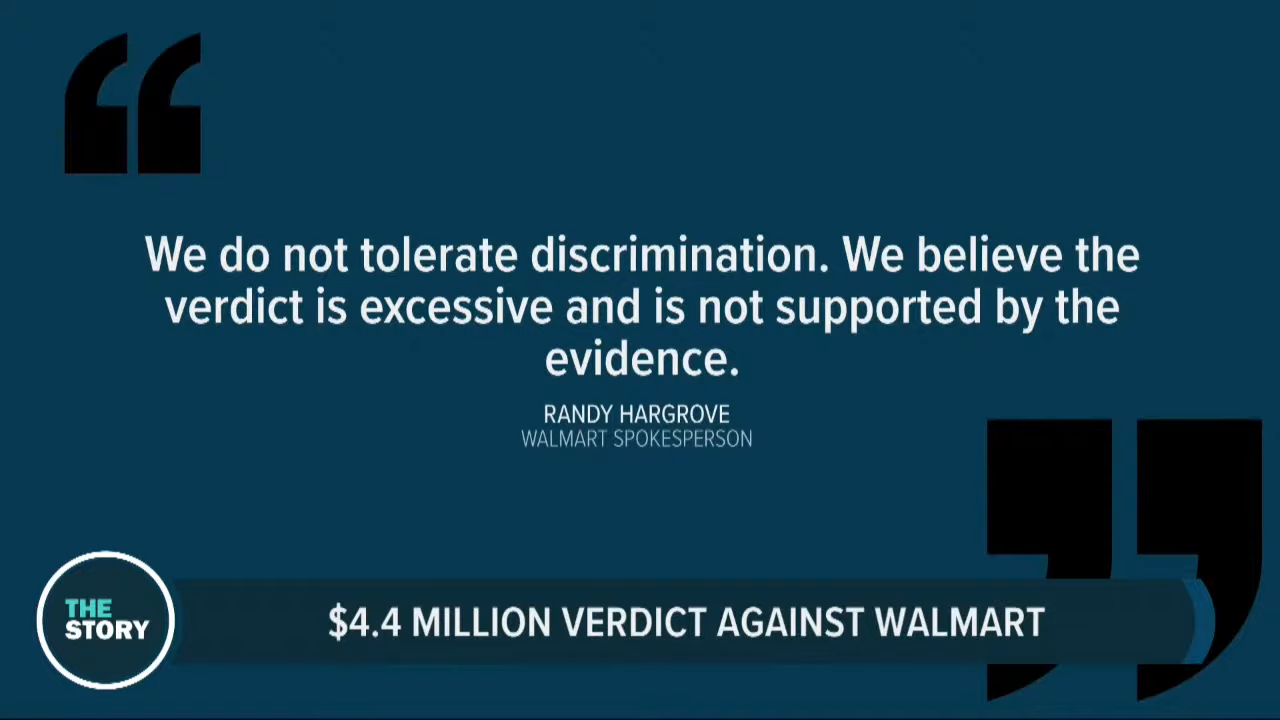 We do not tolerate discrimination. We believe the
verdict is excessive and is not supported by the
evidence.
RANDY HARGROVE
WALMART SPOKESPERSON
THE
STORY
$4.4 MILLION VERDICT AGAINST WALMART